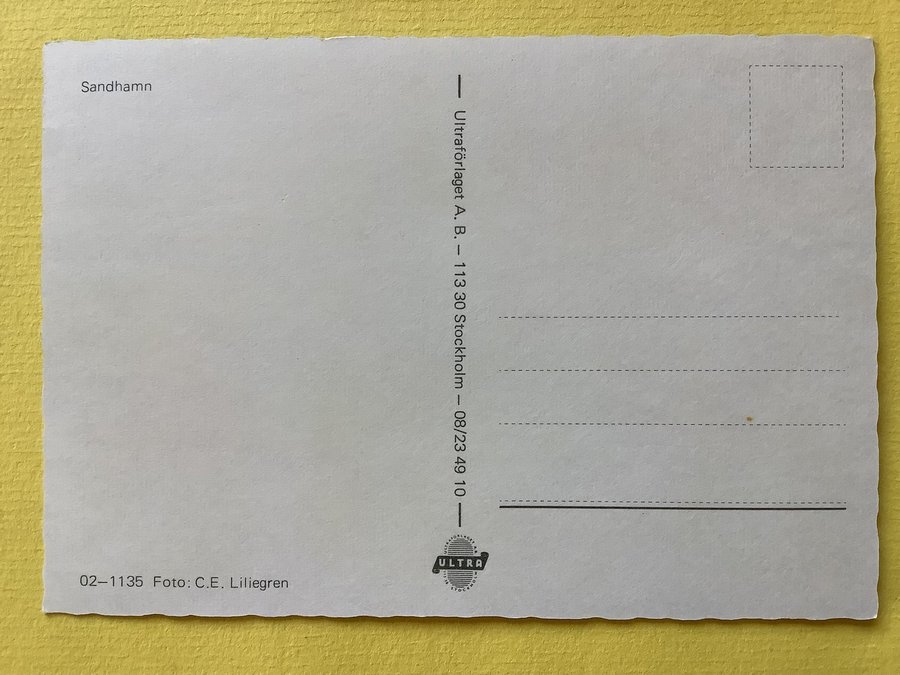 Sandhamn
Ultraförlaget A. B. – 113 30 Stockholm – 08/23 49 10
ULTRA
02–1135 Foto: C.E. Liliegren